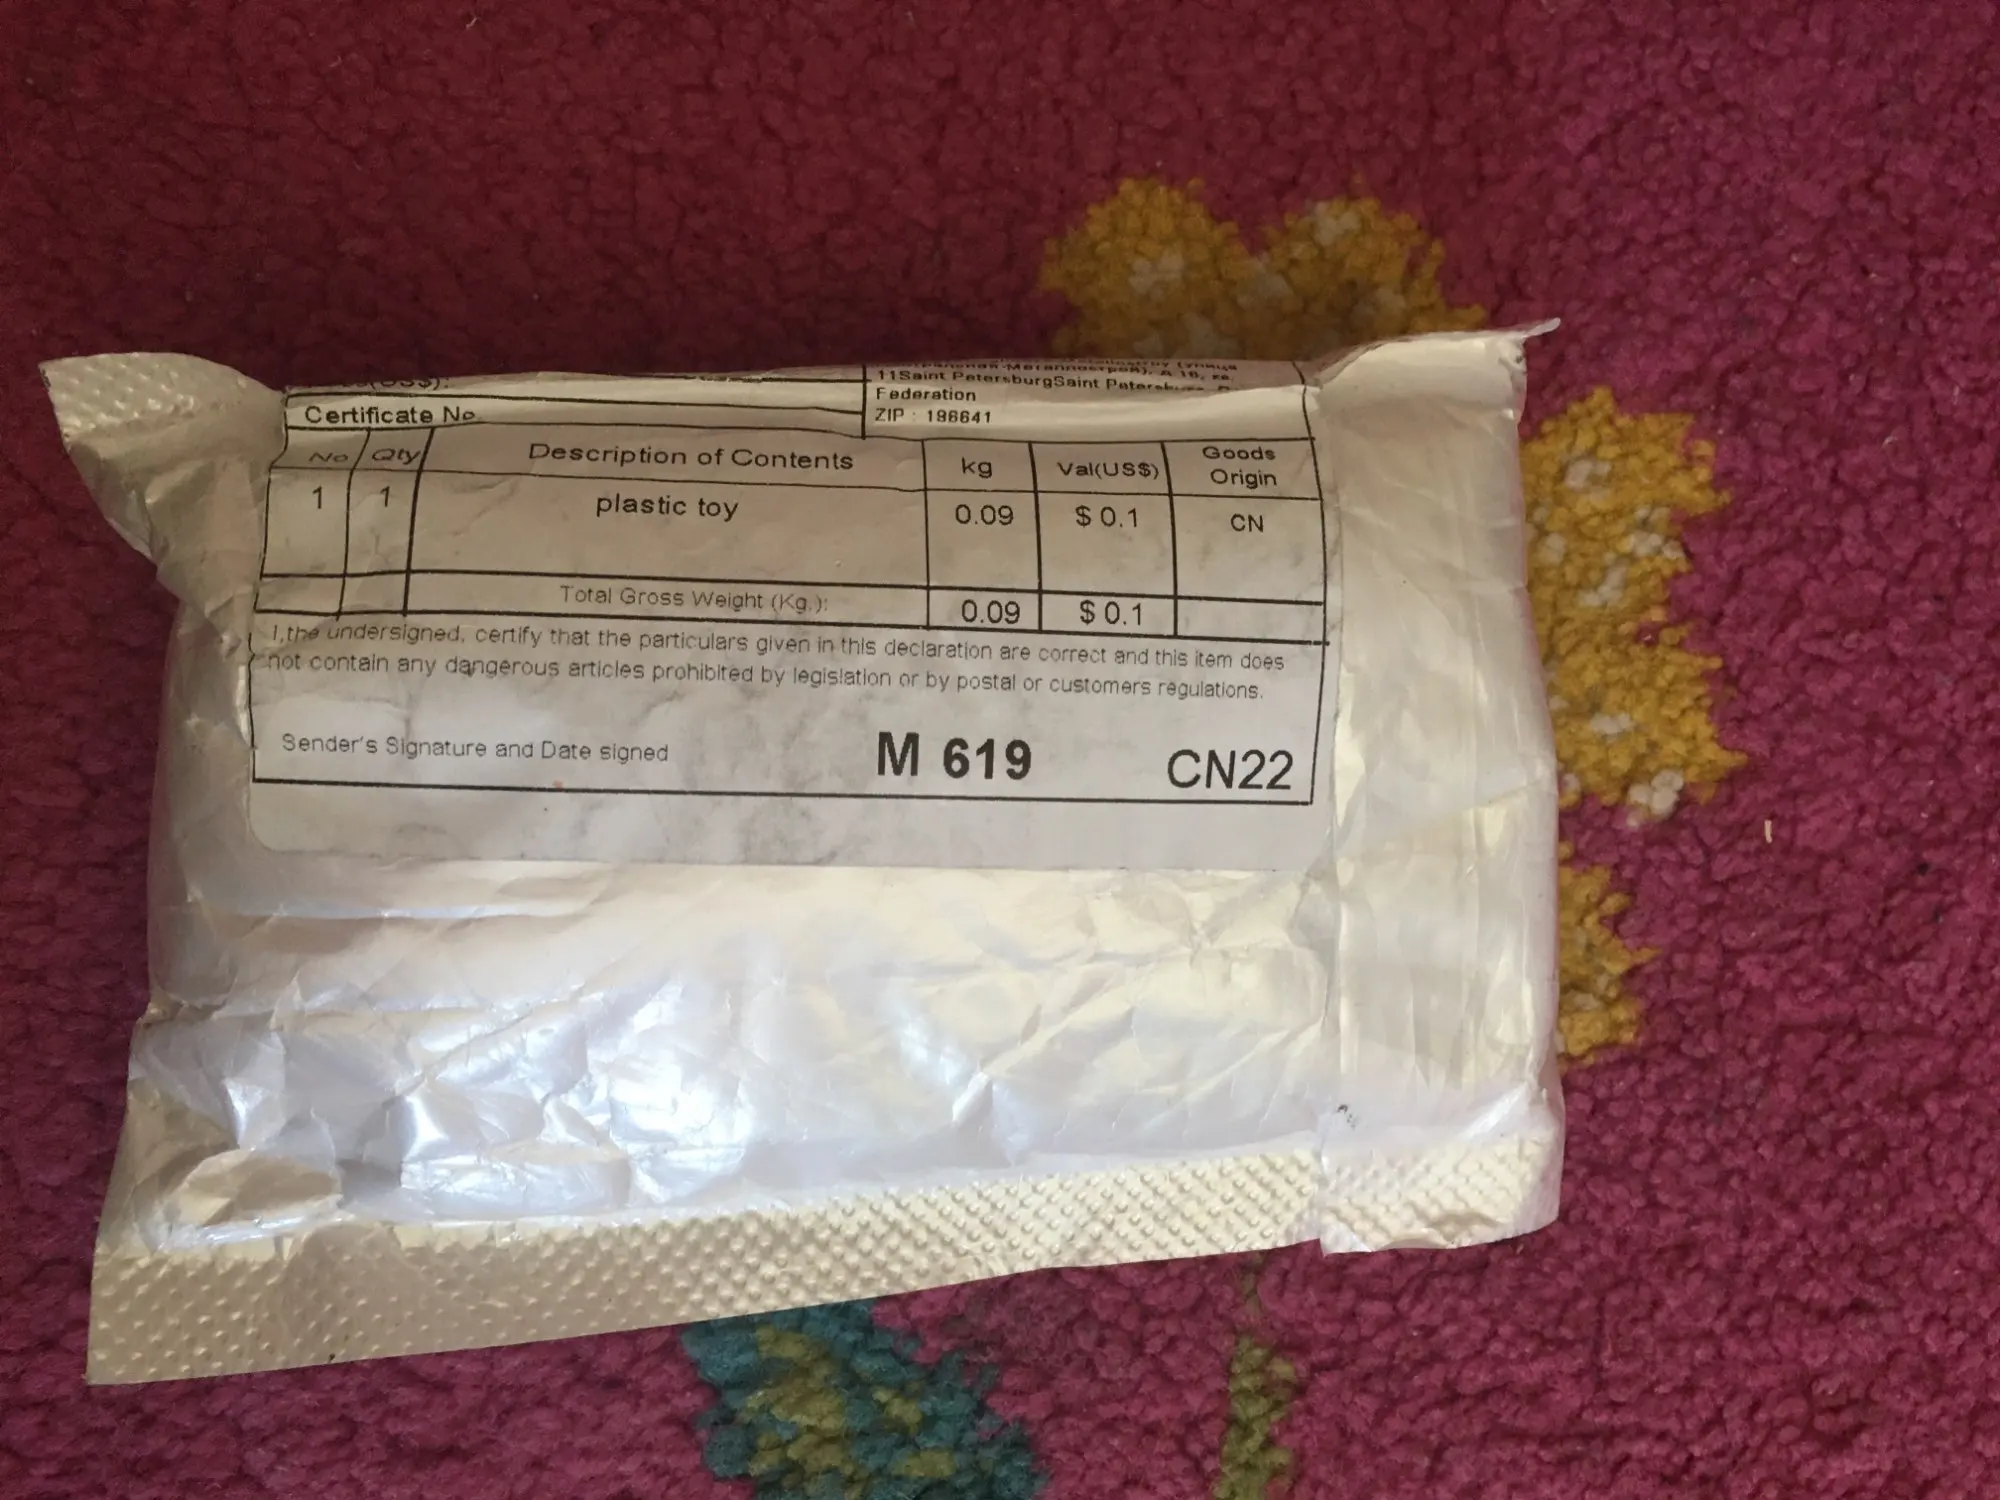 (US$):
11Saint PetersburgSaint
Federation
ZIP : 196641
Certificate No
No Qty Description of Contents kg Val(US$) Goods Origin
1 1 plastic toy 0.09 $ 0.1 CN
Total Gross Weight (Kg.): 0.09 $ 0.1
I,the undersigned, certify that the particulars given in this declaration are correct and this item does
not contain any dangerous articles prohibited by legislation or by postal or customers regulations.
Sender's Signature and Date signed M 619 CN22